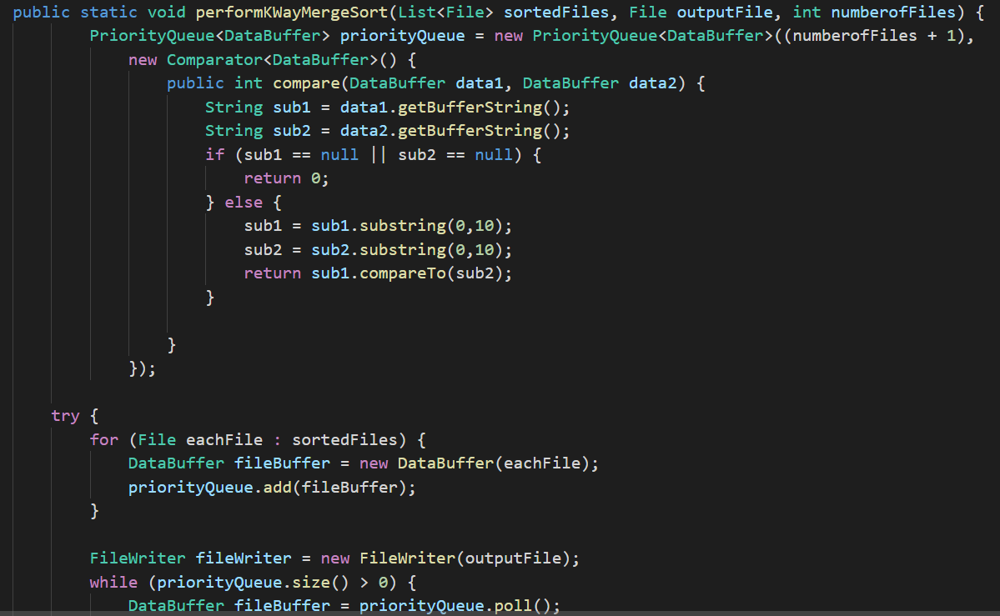 public static void performKWayMergeSort(List<File> sortedFiles, File outputFile, int numberofFiles) {
PriorityQueue<DataBuffer> priorityQueue = new PriorityQueue<DataBuffer>((numberofFiles + 1),
new Comparator<DataBuffer>() {
public int compare(DataBuffer data1, DataBuffer data2) {
String sub1 = data1.getBufferString();
String sub2 = data2.getBufferString();
if (sub1 == null || sub2 == null) {
return 0;
} else {
sub1 = sub1.substring(0,10);
sub2 = sub2.substring(0,10);
return sub1.compareTo(sub2);
}
}
});
try {
for (File eachFile : sortedFiles) {
DataBuffer fileBuffer = new DataBuffer(eachFile);
priorityQueue.add(fileBuffer);
}
FileWriter fileWriter = new FileWriter(outputFile);
while (priorityQueue.size() > 0) {
DataBuffer fileBuffer = priorityQueue.poll();